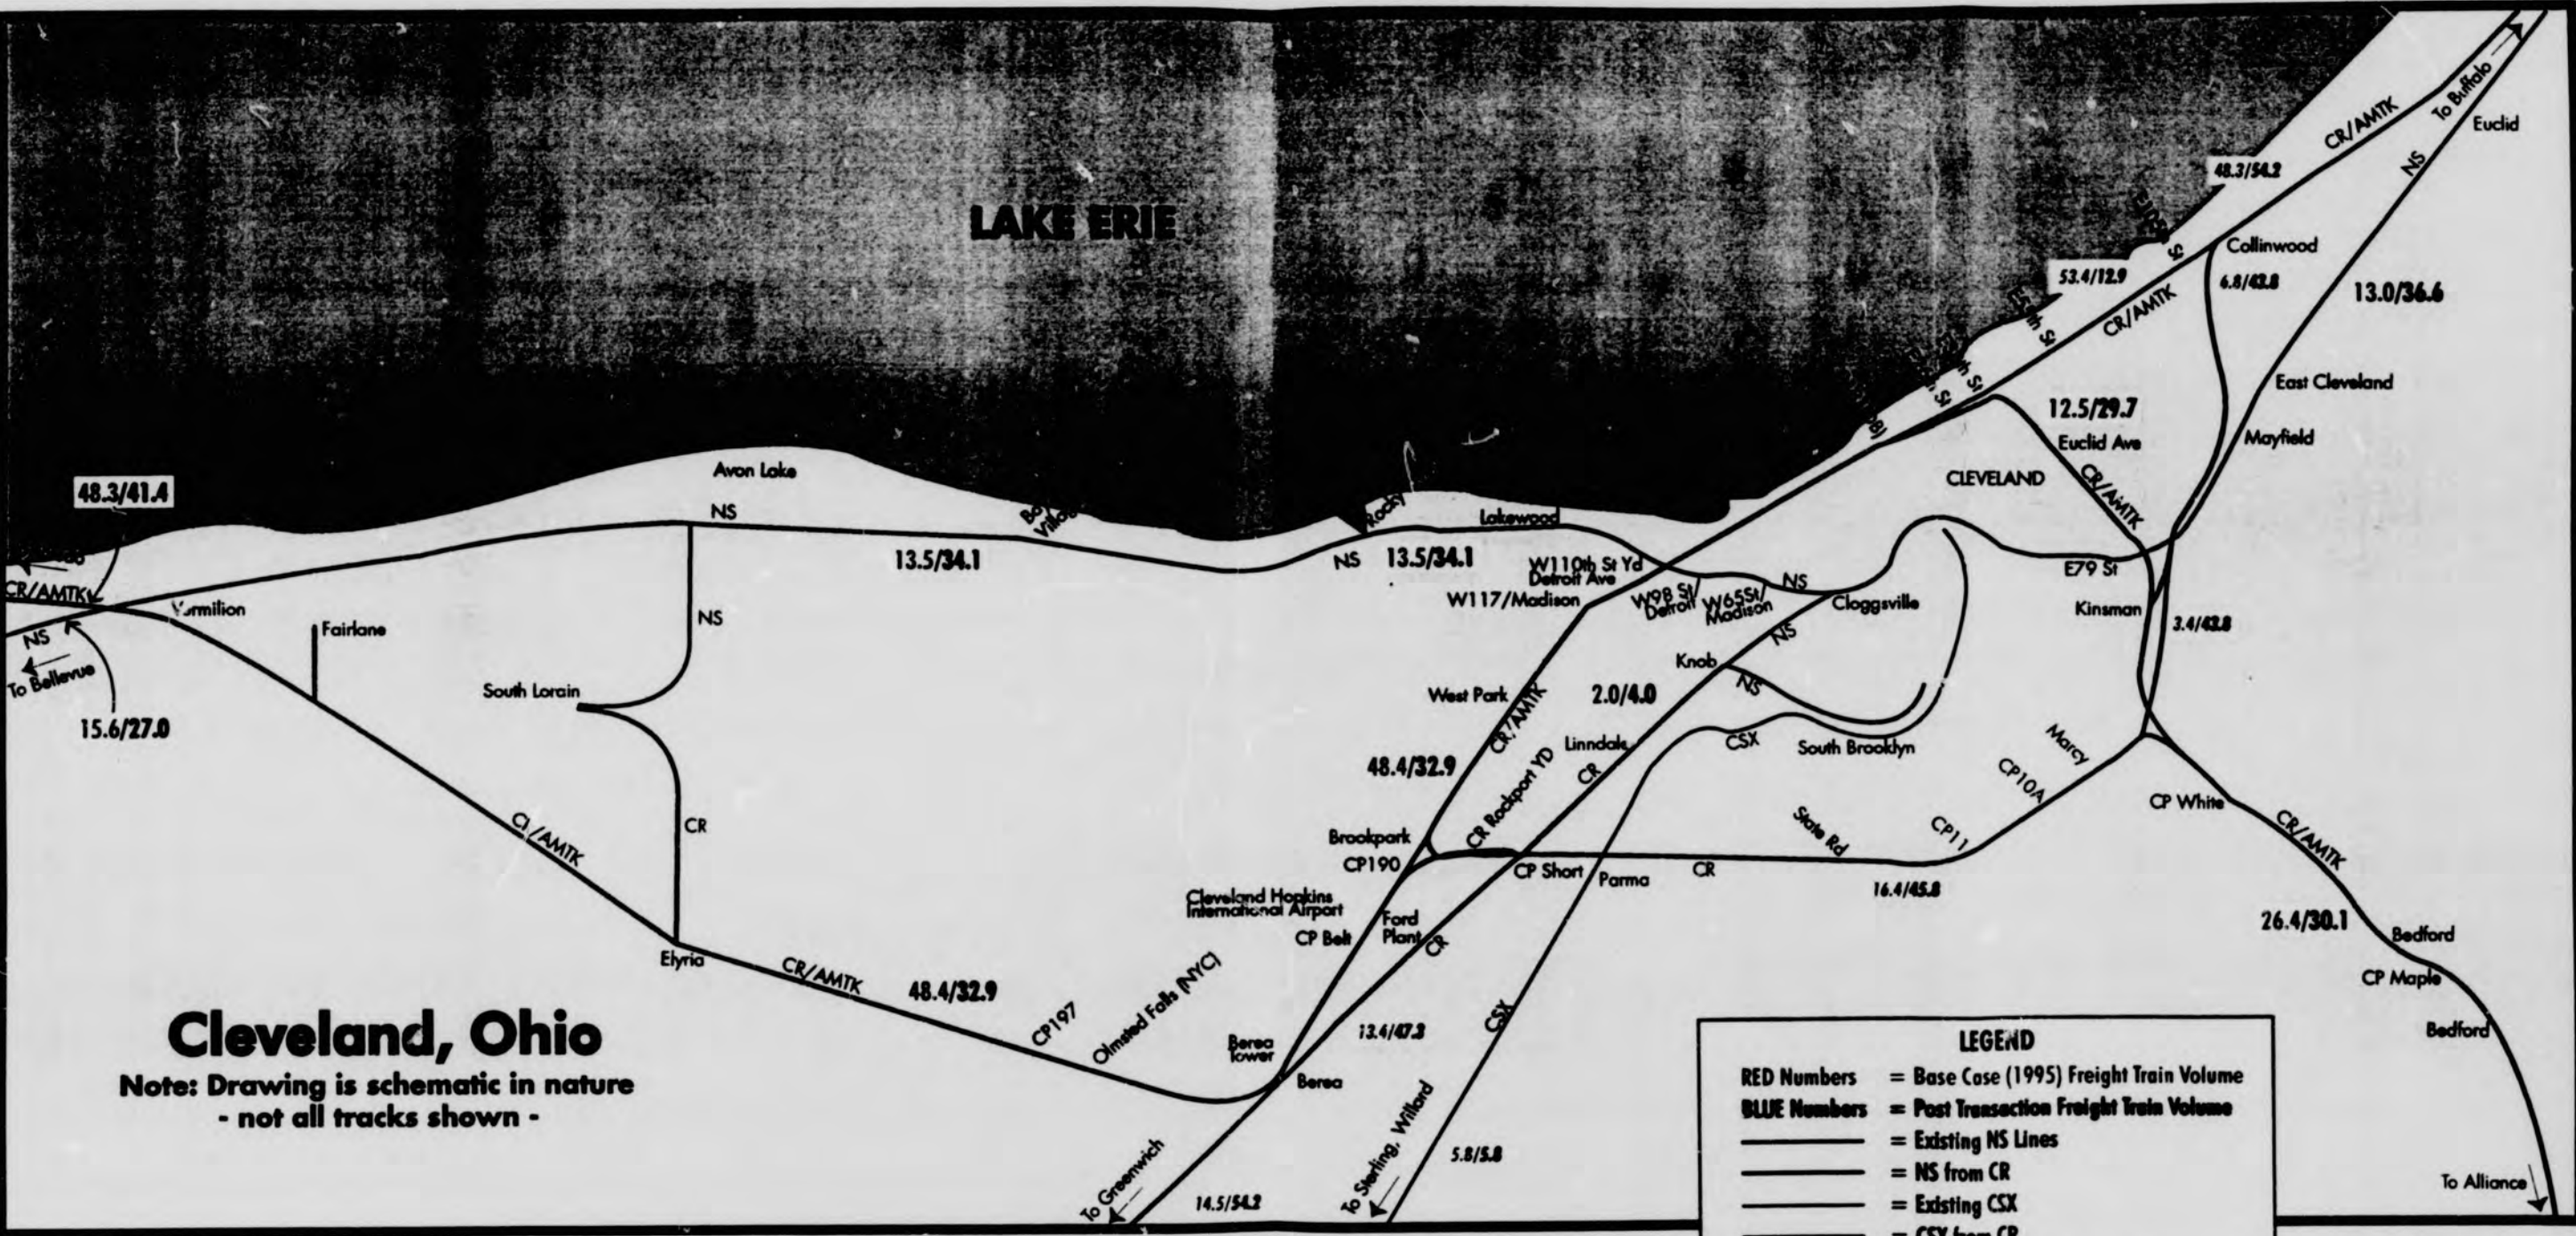 LAKE ERIE
To Buffalo
Euclid
CR/AMTK
NS
48.3/54.2
E105th St
Collinwood
53.4/12.9
6.8/43.8
13.0/36.6
CR/AMTK
East Cleveland
12.5/29.7
Euclid Ave
Mayfield
CLEVELAND
CR/AMTK
Avon Lake
48.3/41.4
NS
Lakewood
13.5/34.1
NS
13.5/34.1
W110th St Yd
Detroit Ave
W117/Madison
W98 St/
Detroit
W65St/
Madison
NS
Cloggsville
E79 St
Kinsman
3.4/43.8
CR/AMTK
Vermilion
NS
To Bellevue
15.6/27.0
Fairlane
NS
South Lorain
Knob
NS
NS
West Park
2.0/4.0
CR/AMTK
Linndale
CR
CSX
South Brooklyn
Marcy
48.4/32.9
CR Rockport YD
CP10A
CP White
CR/AMTK
/AMTK
CR
Brookpark
CP190
CP Short
Parma
CR
State Rd
CP11
16.4/45.8
Cleveland Hopkins
International Airport
CP Belt
Ford
Plant
CR
26.4/30.1
Bedford
CP Maple
Bedford
Elyria
CR/AMTK
48.4/32.9
CP197
Olmsted Falls (NYC)
Berea
Tower
Berea
13.4/47.3
CSX
To Greenwich
14.5/54.2
To Sterling, Willard
5.8/5.8
To Alliance
Cleveland, Ohio
Note: Drawing is schematic in nature
- not all tracks shown -
LEGEND
RED Numbers = Base Case (1995) Freight Train Volume
BLUE Numbers = Post Transaction Freight Train Volume
= Existing NS Lines
= NS from CR
= Existing CSX
= CSX from CR